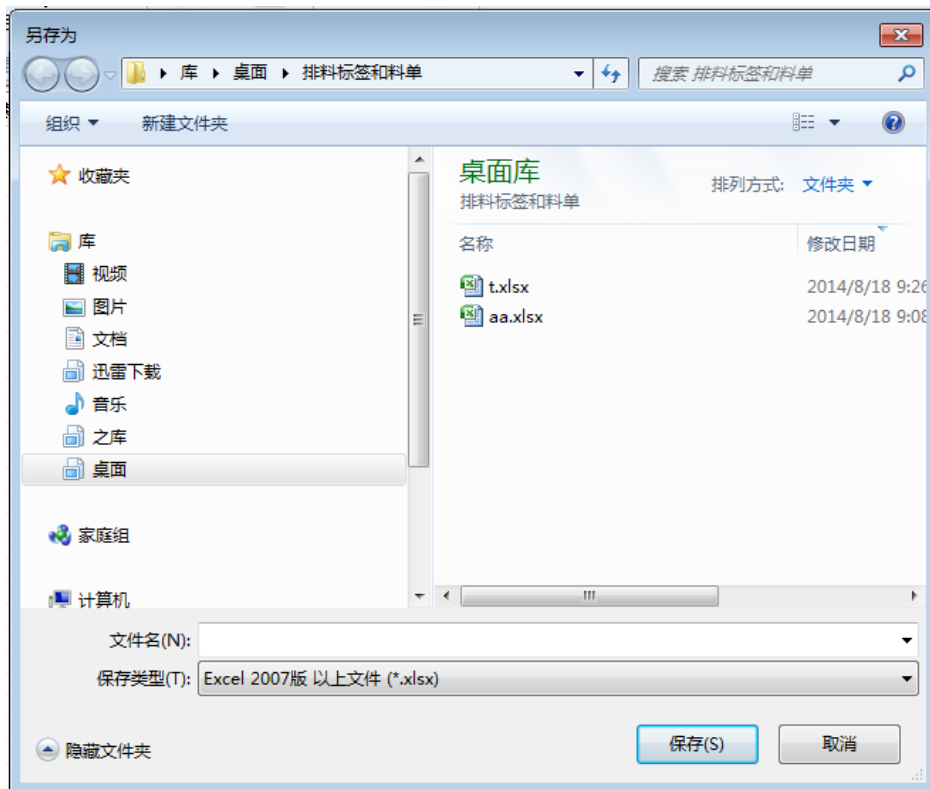 另存为
库 桌面 排料标签和料单
搜索 排料标签和料单
组织 新建文件夹
收藏夹
库
视频
图片
文档
迅雷下载
音乐
之库
桌面
家庭组
计算机
桌面库
排料标签和料单
排列方式: 文件夹
名称 修改日期
t.xlsx 2014/8/18 9:26
aa.xlsx 2014/8/18 9:08
文件名(N):
保存类型(T): Excel 2007版 以上文件 (*.xlsx)
隐藏文件夹
保存(S) 取消